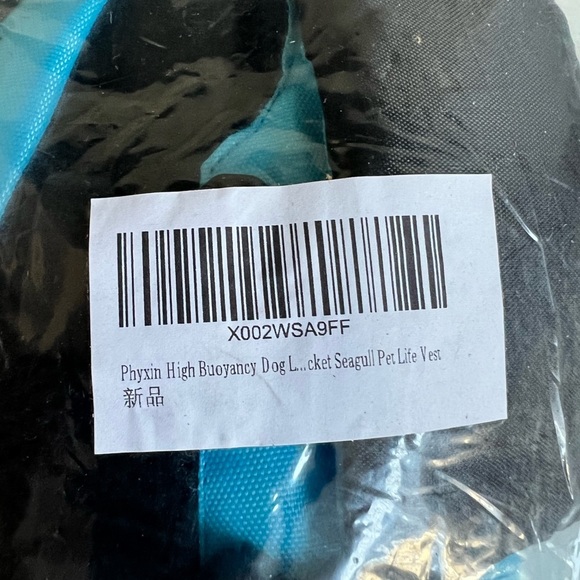 X002WSA9FF
Phyxin High Buoyancy Dog L...cket Seagull Pet Life Vest
新品